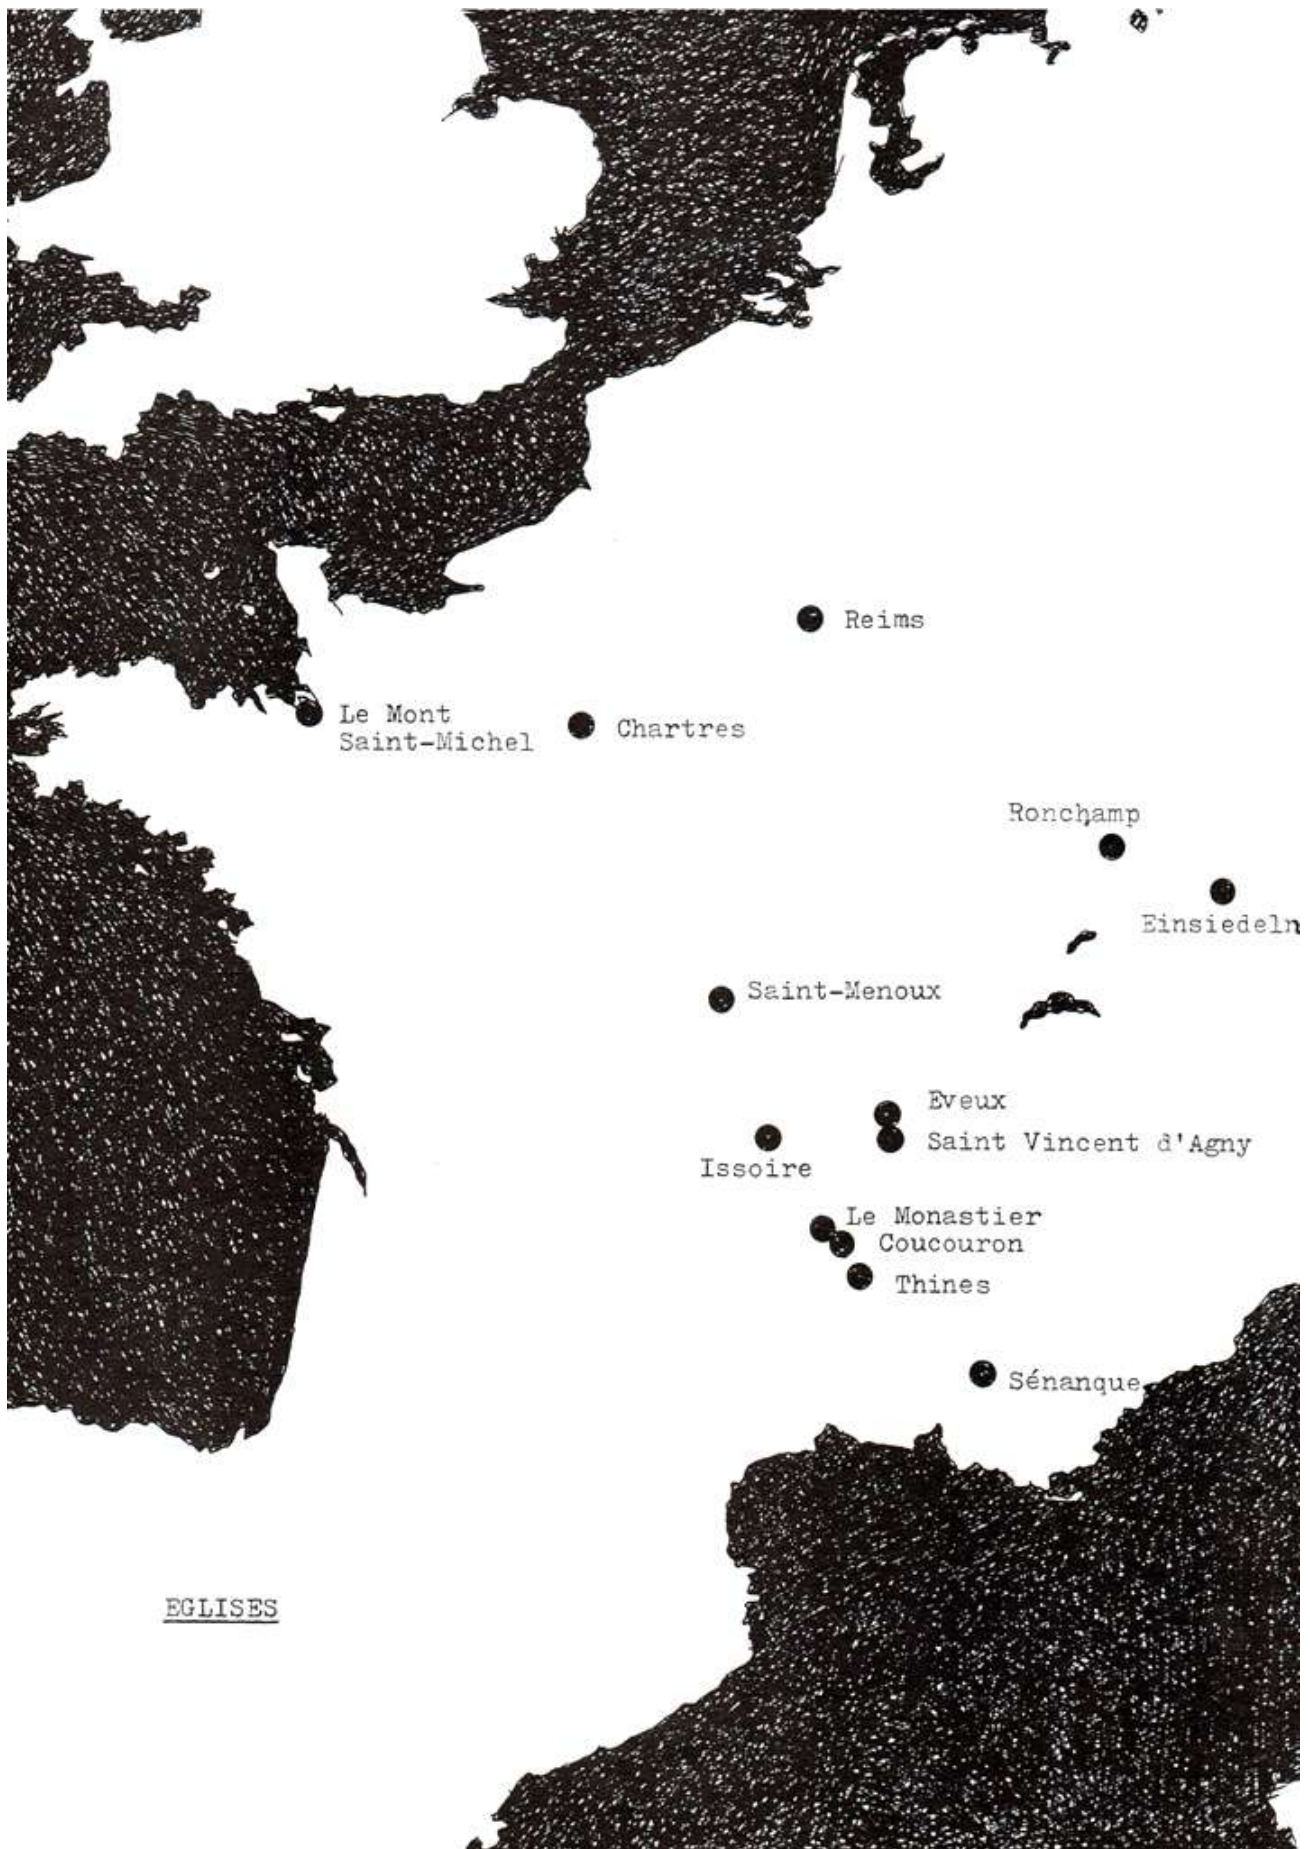 Reims
Le Mont
Saint-Michel
Chartres
Ronchamp
Einsiedeln
Saint-Menoux
Eveux
Saint Vincent d'Agny
Issoire
Le Monastier
Coucouron
Thines
Sénanque
EGLISES